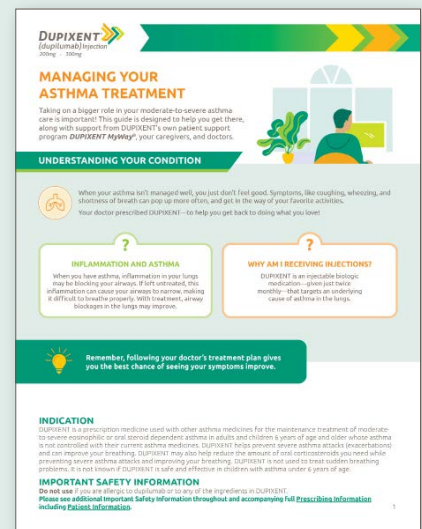 DUPIXENT
(dupilumab) Injection
200mg · 300mg
MANAGING YOUR
ASTHMA TREATMENT
Taking on a bigger role in your moderate-to-severe asthma
care is important! This guide is designed to help you get there,
along with support from DUPIXENT's own patient support
program DUPIXENT MyWay®, your caregivers, and doctors.
UNDERSTANDING YOUR CONDITION
When your asthma isn't managed well, you just don't feel good. Symptoms, like coughing, wheezing, and
shortness of breath can pop up more often, and get in the way of your favorite activities.
Your doctor prescribed DUPIXENT—to help you get back to doing what you love!
?
INFLAMMATION AND ASTHMA
When you have asthma, inflammation in your lungs
may be blocking your airways. If left untreated, this
inflammation can cause your airways to narrow, making
it difficult to breathe properly. With treatment, airway
blockages in the lungs may improve.
?
WHY AM I RECEIVING INJECTIONS?
DUPIXENT is an injectable biologic
medication—given just twice
monthly—that targets an underlying
cause of asthma in the lungs.
Remember, following your doctor's treatment plan gives
you the best chance of seeing your symptoms improve.
INDICATION
DUPIXENT is a prescription medicine used with other asthma medicines for the maintenance treatment of moderate-
to-severe eosinophilic or oral steroid dependent asthma in adults and children 6 years of age and older whose asthma
is not controlled with their current asthma medicines. DUPIXENT helps prevent severe asthma attacks (exacerbations)
and can improve your breathing. DUPIXENT may also help reduce the amount of oral corticosteroids you need while
preventing severe asthma attacks and improving your breathing. DUPIXENT is not used to treat sudden breathing
problems. It is not known if DUPIXENT is safe and effective in children with asthma under 6 years of age.
IMPORTANT SAFETY INFORMATION
Do not use if you are allergic to dupilumab or to any of the ingredients in DUPIXENT.
Please see additional Important Safety Information throughout and accompanying full Prescribing Information
including Patient Information.
1